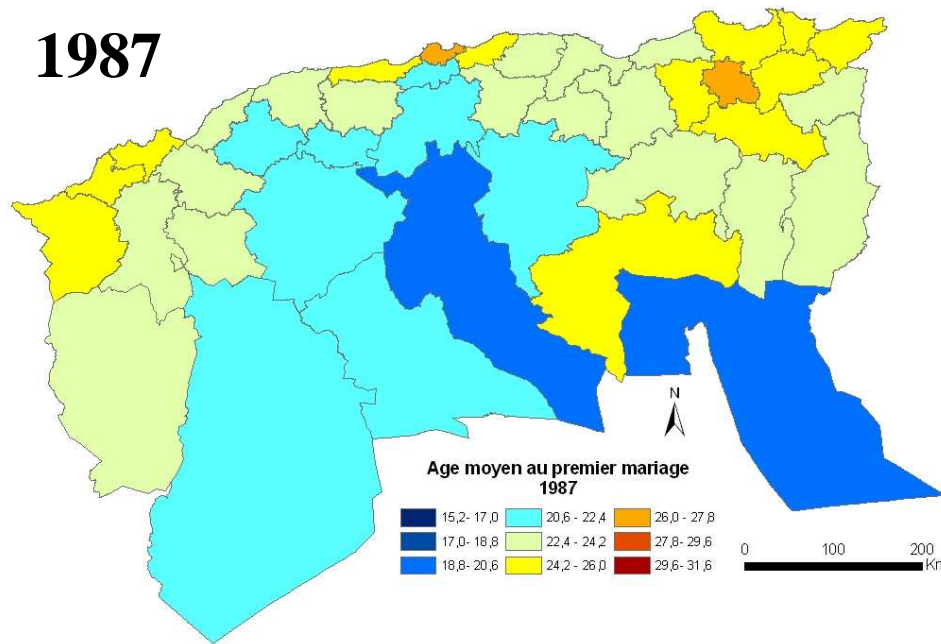 1987
N
Age moyen au premier mariage
1987
15,2- 17,0
20,6 - 22,4
26,0 - 27,8
17,0 - 18,8
22,4 - 24,2
27,8 - 29,6
18,8 - 20,6
24,2 - 26,0
29,6 - 31,6
0 100 200
Km